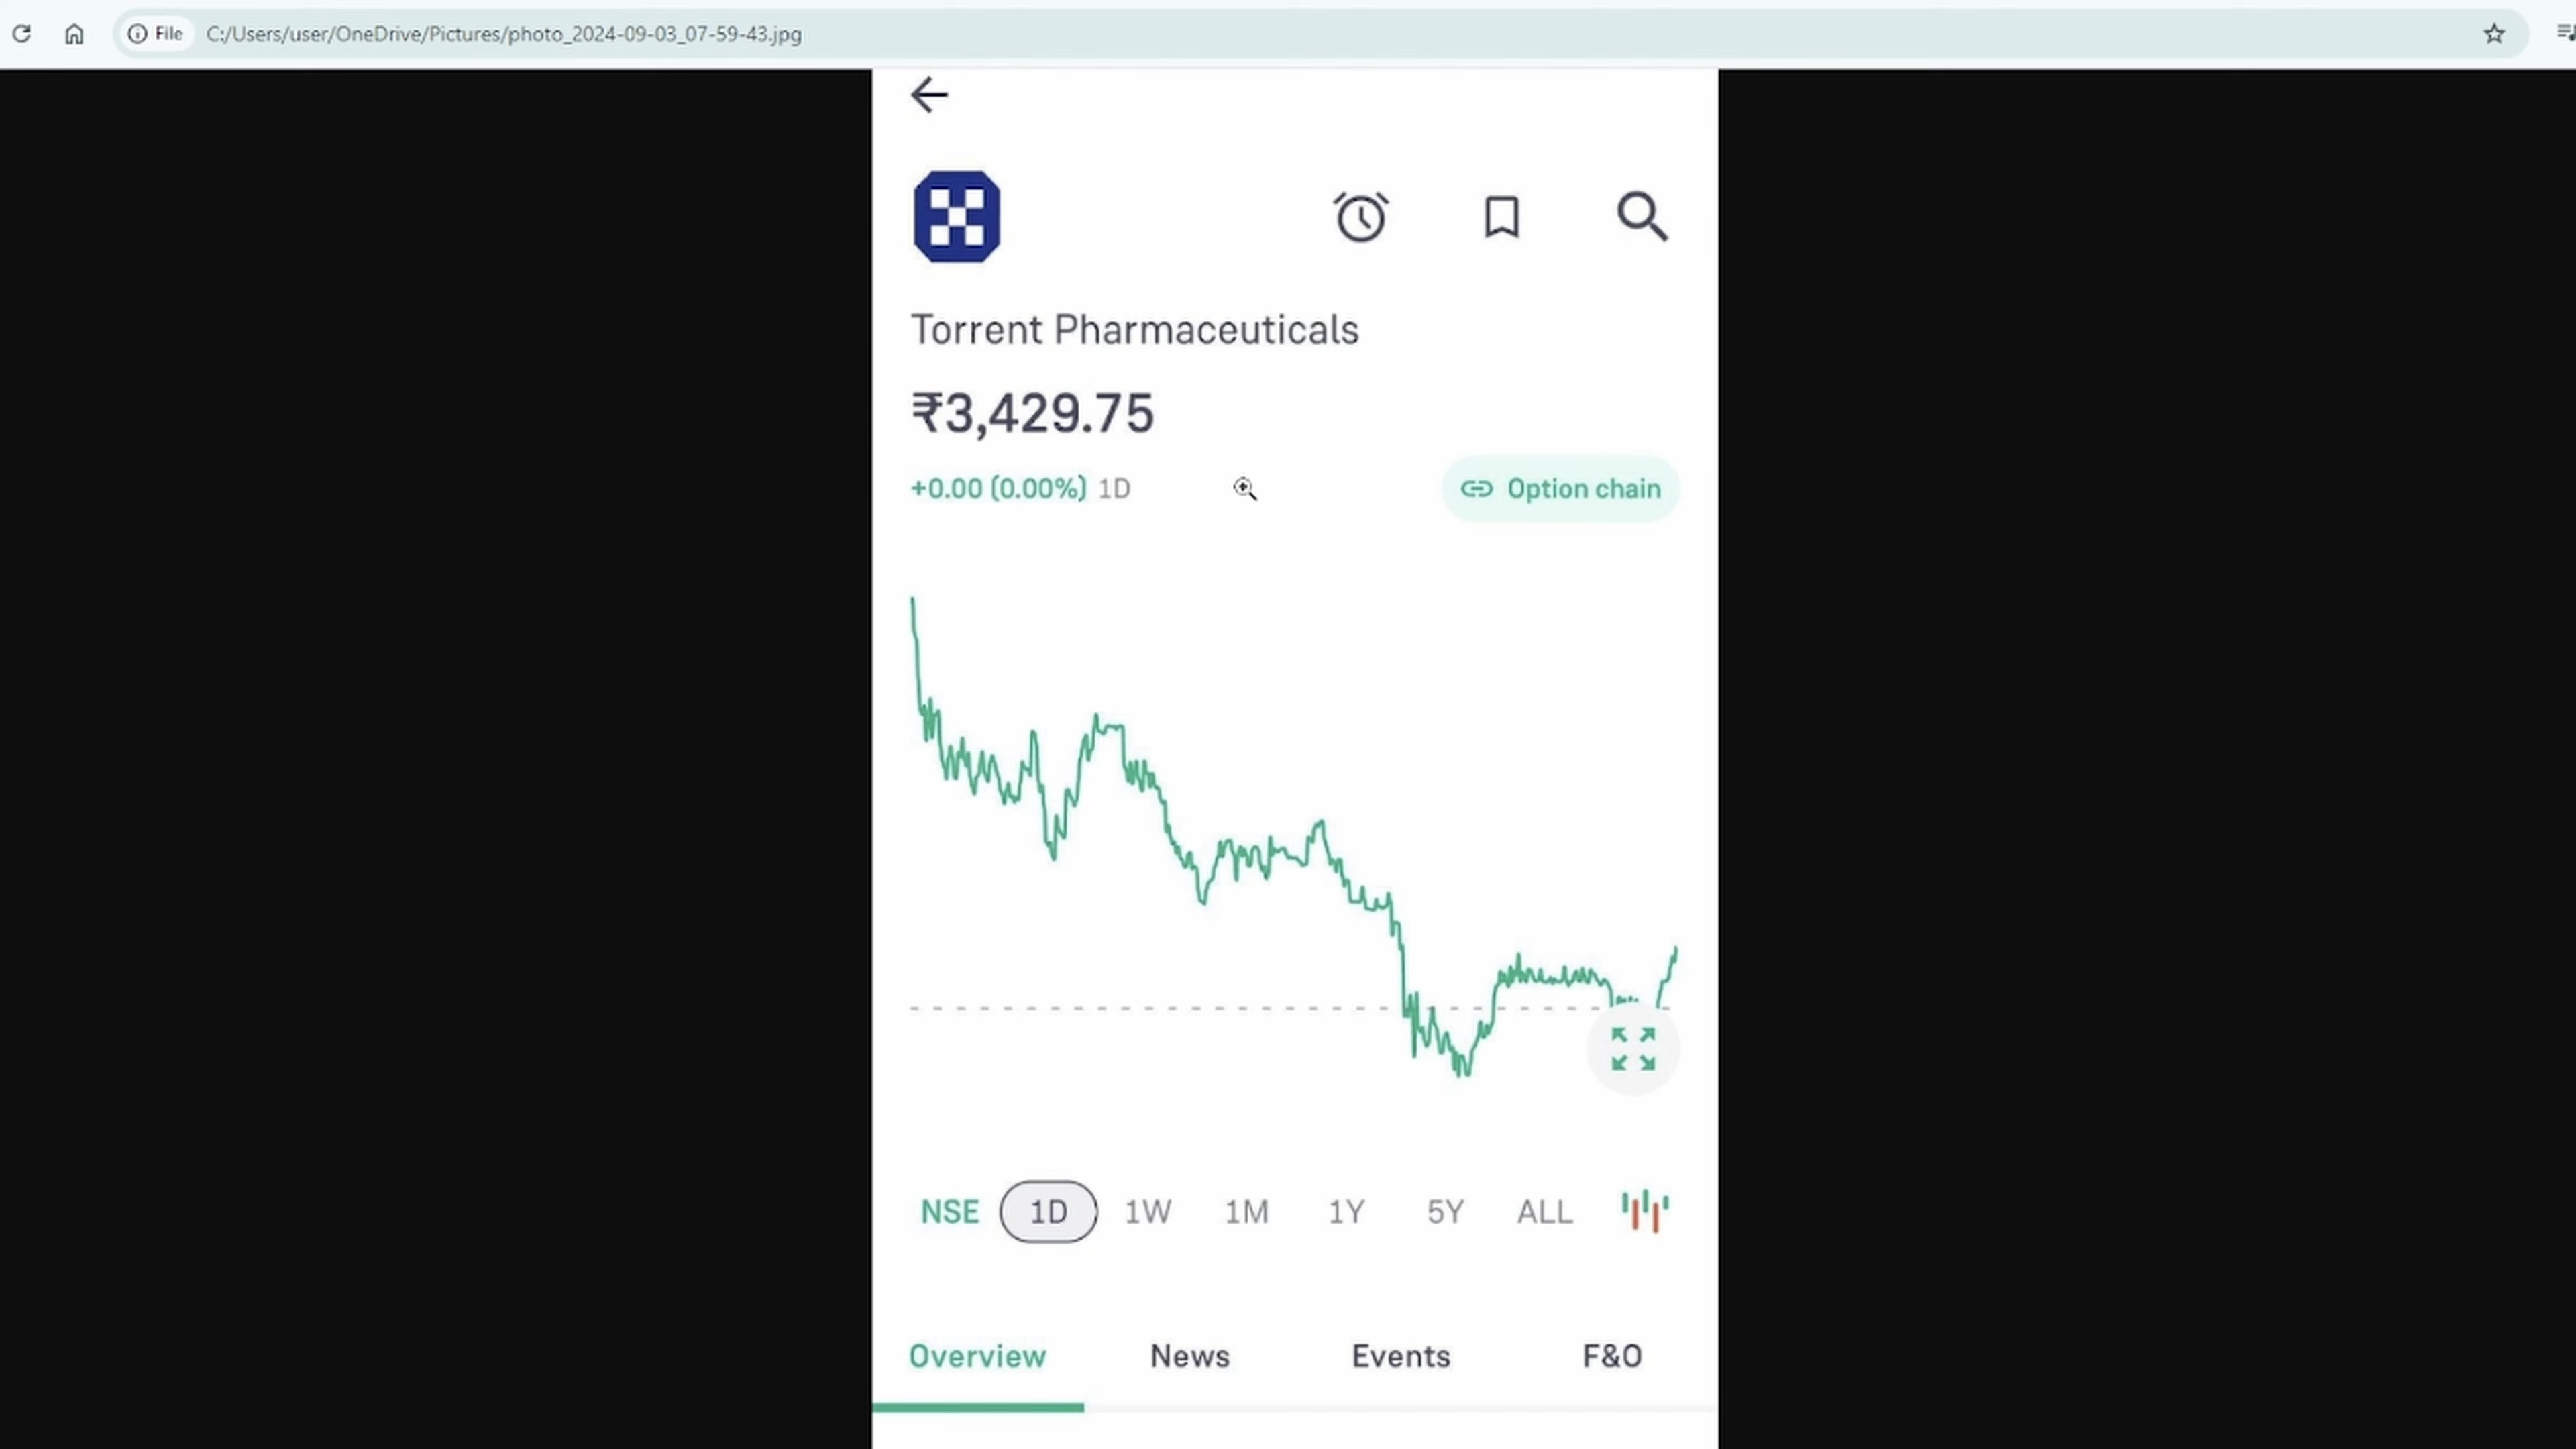 File C:/Users/user/OneDrive/Pictures/photo_2024-09-03_07-59-43.jpg
Torrent Pharmaceuticals
₹3,429.75
+0.00 (0.00%) 1D Option chain
NSE 1D 1W 1M 1Y 5Y ALL
Overview News Events F&O